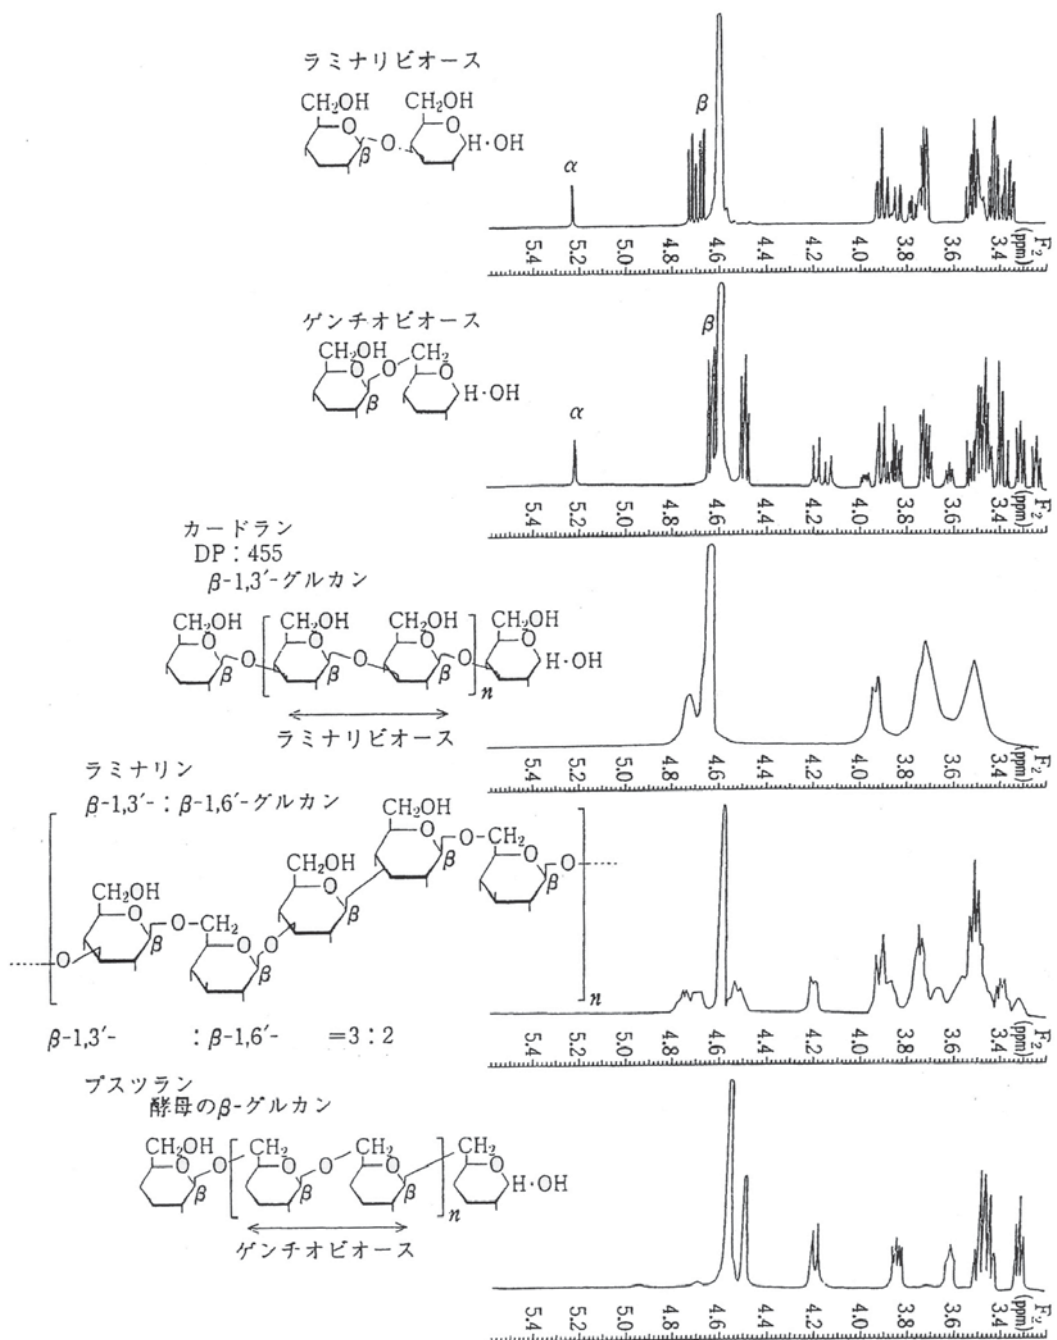 ラミナリビオース
CH₂OH CH₂OH
O O
β O H·OH
α
β
5.4 5.2 5.0 4.8 4.6 4.4 4.2 4.0 3.8 3.6 3.4 F₂ (ppm)
ゲンチオビオース
CH₂OH O CH₂
O O
β H·OH
α
β
5.4 5.2 5.0 4.8 4.6 4.4 4.2 4.0 3.8 3.6 3.4 F₂ (ppm)
カードラン
DP：455
β-1,3′-グルカン
CH₂OH CH₂OH CH₂OH CH₂OH
O O O O
β O β O β O H·OH
n
ラミナリビオース
5.4 5.2 5.0 4.8 4.6 4.4 4.2 4.0 3.8 3.6 3.4 F₂ (ppm)
ラミナリン
β-1,3′-：β-1,6′-グルカン
CH₂OH
O O-CH₂
CH₂OH O β O
O β
CH₂OH
O O-CH₂ O β
O β O β
n
β-1,3′- ：β-1,6′- =3：2
5.4 5.2 5.0 4.8 4.6 4.4 4.2 4.0 3.8 3.6 3.4 F₂ (ppm)
プスツラン
酵母のβ-グルカン
CH₂OH CH₂ CH₂ CH₂
O O O O O O
β β β H·OH
n
ゲンチオビオース
5.4 5.2 5.0 4.8 4.6 4.4 4.2 4.0 3.8 3.6 3.4 F₂ (ppm)